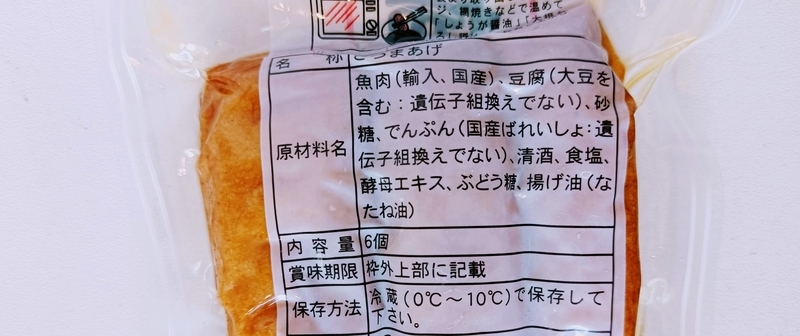 ジ、網焼きなどで温めて
「しょうが醤油」「大根お
名称 さつまあげ
原材料名 魚肉(輸入、国産)、豆腐(大豆を
含む:遺伝子組換えでない)、砂
糖、でんぷん(国産ばれいしょ:遺
伝子組換えでない)、清酒、食塩、
酵母エキス、ぶどう糖、揚げ油(な
たね油)
内容量 6個
賞味期限 枠外上部に記載
保存方法 冷蔵(0℃~10℃)で保存して
下さい。